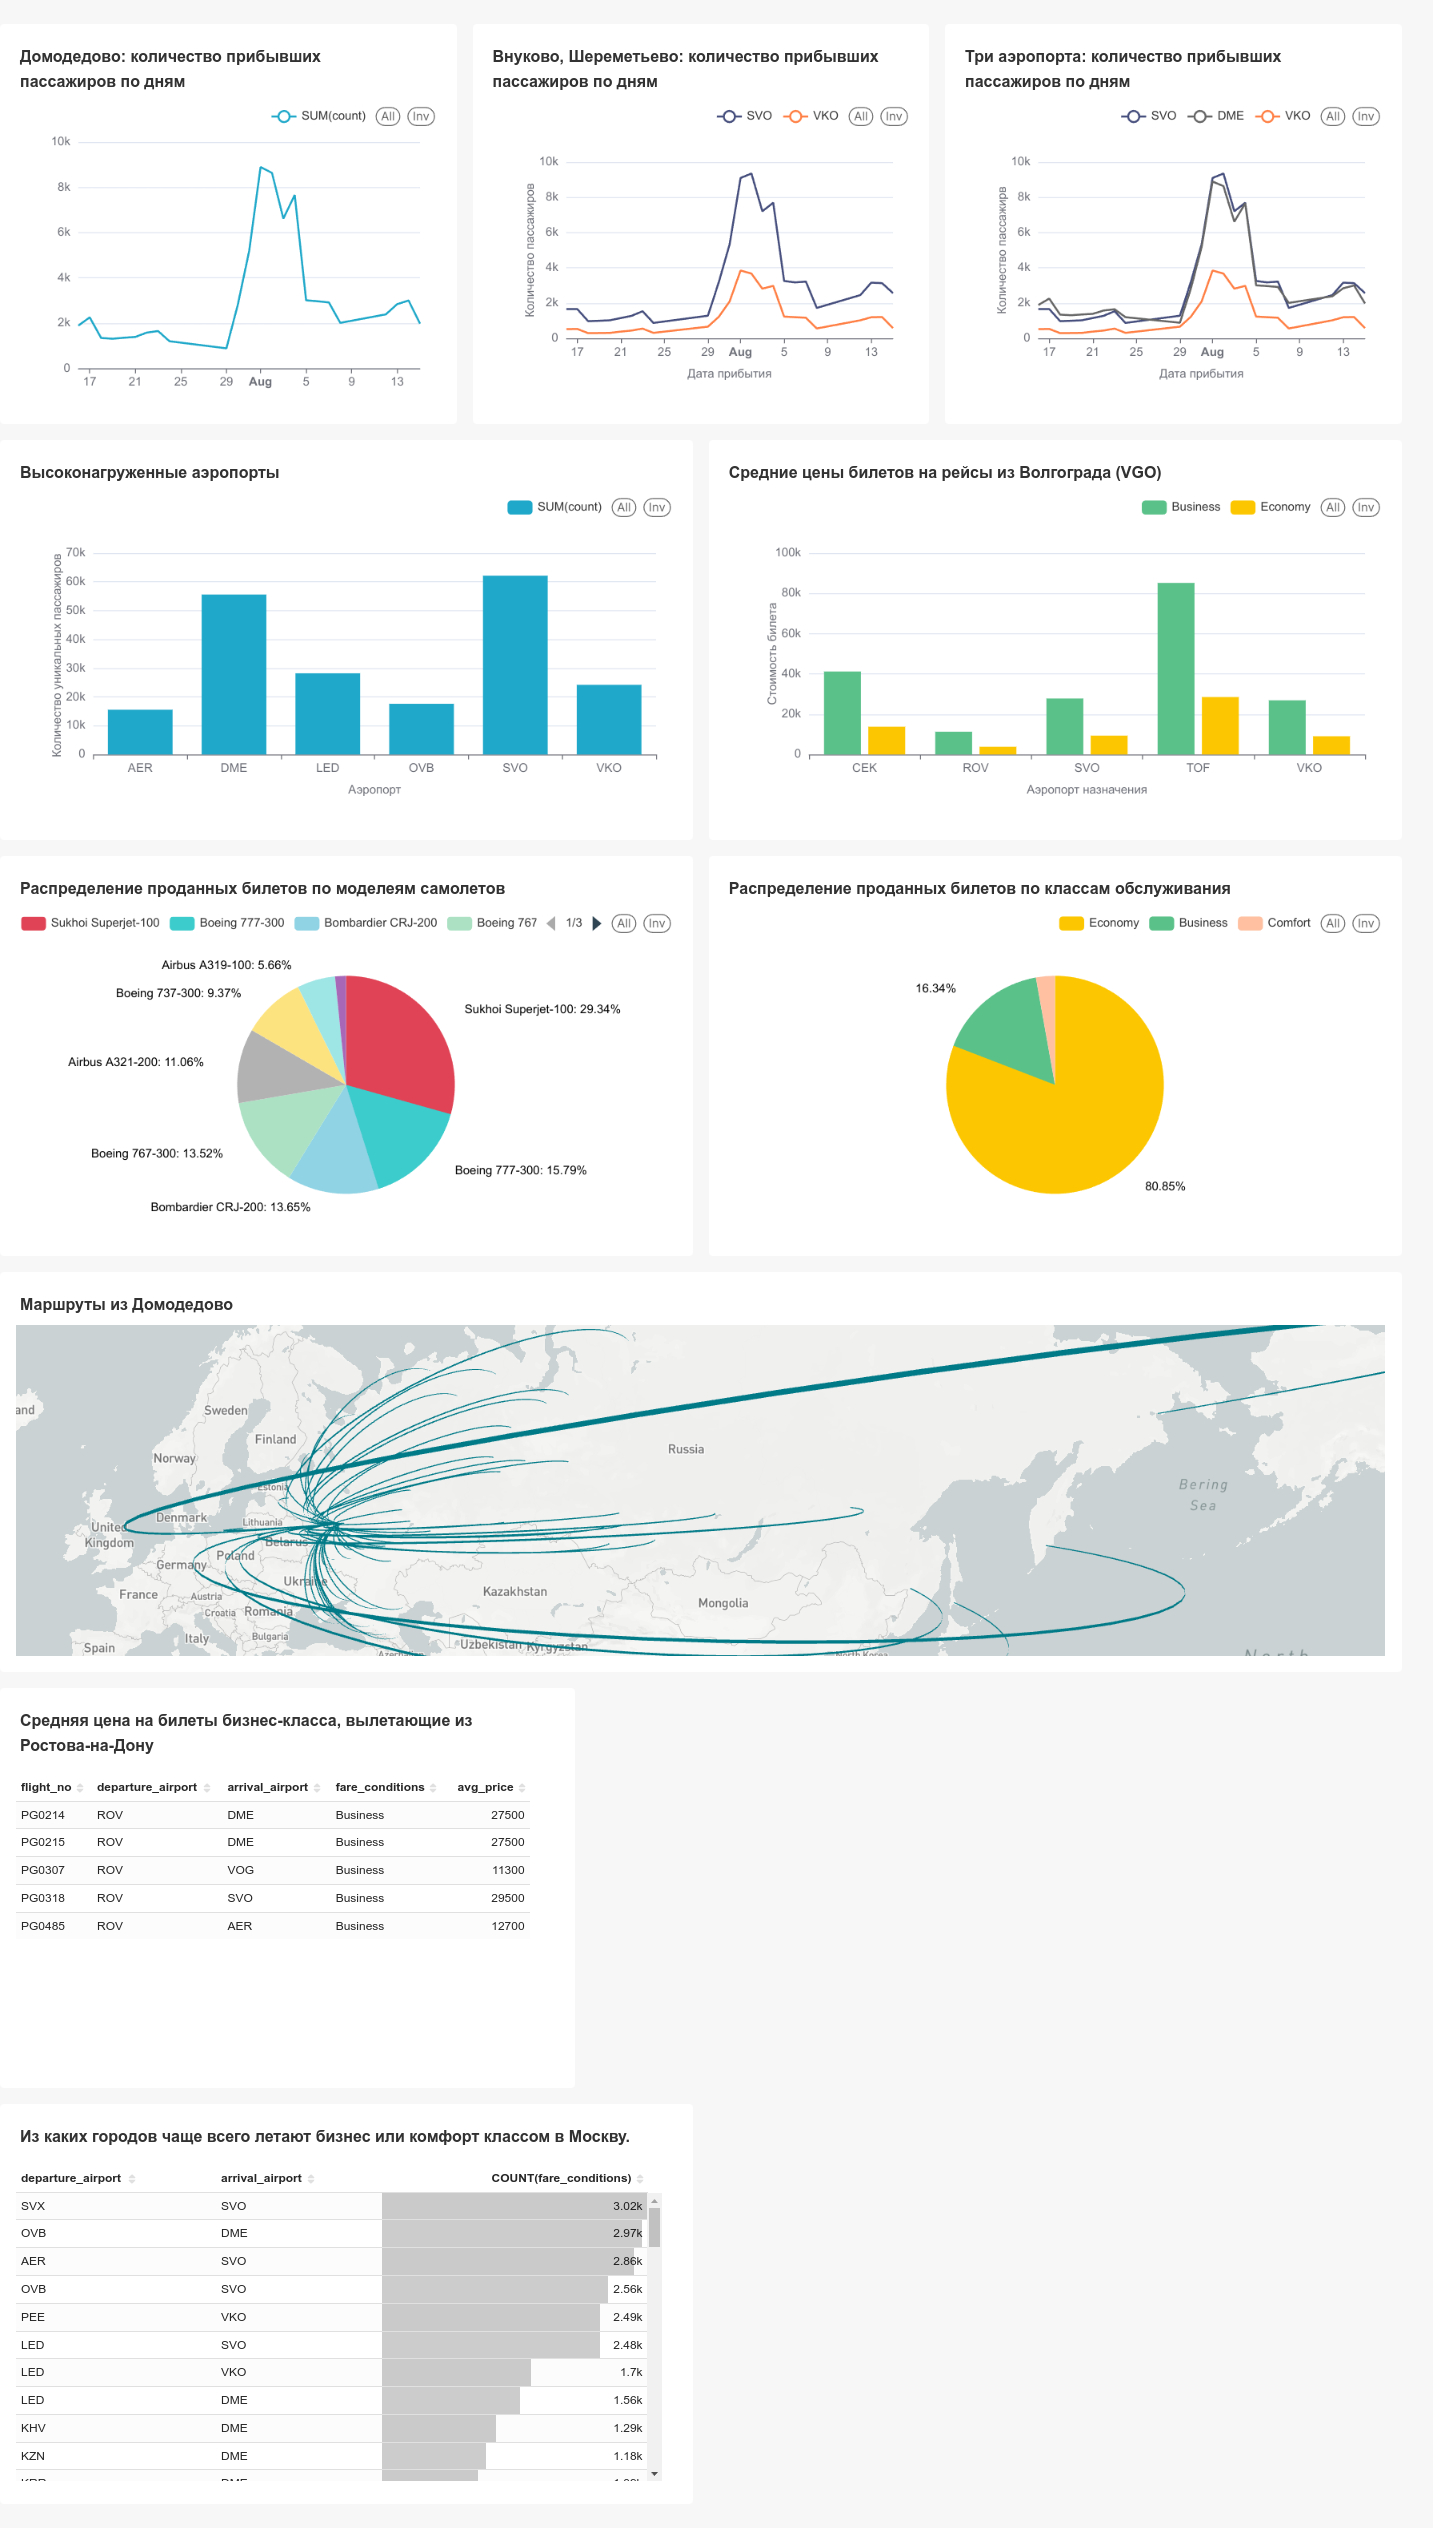 Домодедово: количество прибывших
пассажиров по дням
SUM(count) All Inv
10k
8k
6k
4k
2k
0
17 21 25 29 Aug 5 9 13
Внуково, Шереметьево: количество прибывших
пассажиров по дням
SVO VKO All Inv
Количество пассажиров
10k
8k
6k
4k
2k
0
17 21 25 29 Aug 5 9 13
Дата прибытия
Три аэропорта: количество прибывших
пассажиров по дням
SVO DME VKO All Inv
Количество пассажирв
10k
8k
6k
4k
2k
0
17 21 25 29 Aug 5 9 13
Дата прибытия
Высоконагруженные аэропорты
SUM(count) All Inv
Количество уникальных пассажиров
70k
60k
50k
40k
30k
20k
10k
0
AER DME LED OVB SVO VKO
Аэропорт
Средние цены билетов на рейсы из Волгограда (VGO)
Business Economy All Inv
Стоимость билета
100k
80k
60k
40k
20k
0
CEK ROV SVO TOF VKO
Аэропорт назначения
Распределение проданных билетов по моделеям самолетов
Sukhoi Superjet-100 Boeing 777-300 Bombardier CRJ-200 Boeing 767 1/3 All Inv
Airbus A319-100: 5.66%
Boeing 737-300: 9.37%
Sukhoi Superjet-100: 29.34%
Airbus A321-200: 11.06%
Boeing 767-300: 13.52%
Boeing 777-300: 15.79%
Bombardier CRJ-200: 13.65%
Распределение проданных билетов по классам обслуживания
Economy Business Comfort All Inv
16.34%
80.85%
Маршруты из Домодедово
and
Sweden
Finland
Russia
Norway
Estonia
Bering
Sea
Denmark
Lithuania
United
Kingdom
Belarus
Poland
Germany
Ukraine
France
Austria
Kazakhstan
Mongolia
Croatia
Romania
Italy
Bulgaria
Spain
Uzbekistan
Kyrgyzstan
Azerbaijan
North Korea
North
Средняя цена на билеты бизнес-класса, вылетающие из
Ростова-на-Дону
flight_no departure_airport arrival_airport fare_conditions avg_price
PG0214 ROV DME Business 27500
PG0215 ROV DME Business 27500
PG0307 ROV VOG Business 11300
PG0318 ROV SVO Business 29500
PG0485 ROV AER Business 12700
Из каких городов чаще всего летают бизнес или комфорт классом в Москву.
departure_airport arrival_airport COUNT(fare_conditions)
SVX SVO 3.02k
OVB DME 2.97k
AER SVO 2.86k
OVB SVO 2.56k
PEE VKO 2.49k
LED SVO 2.48k
LED VKO 1.7k
LED DME 1.56k
KHV DME 1.29k
KZN DME 1.18k